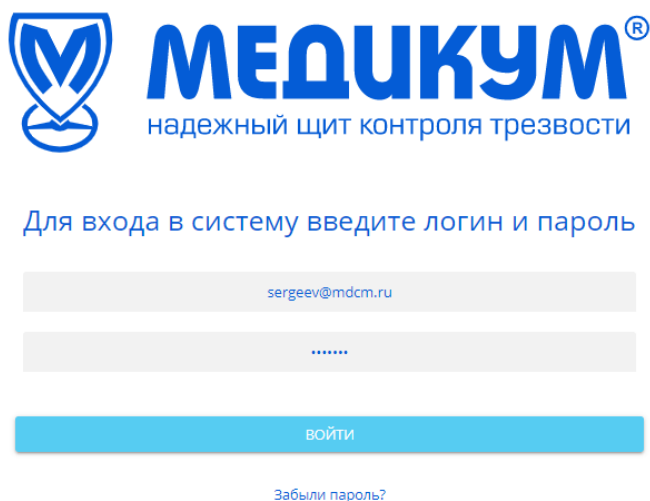 МЕДИКУМ®
надежный щит контроля трезвости
Для входа в систему введите логин и пароль
sergeev@mdcm.ru
•••••••
ВОЙТИ
Забыли пароль?